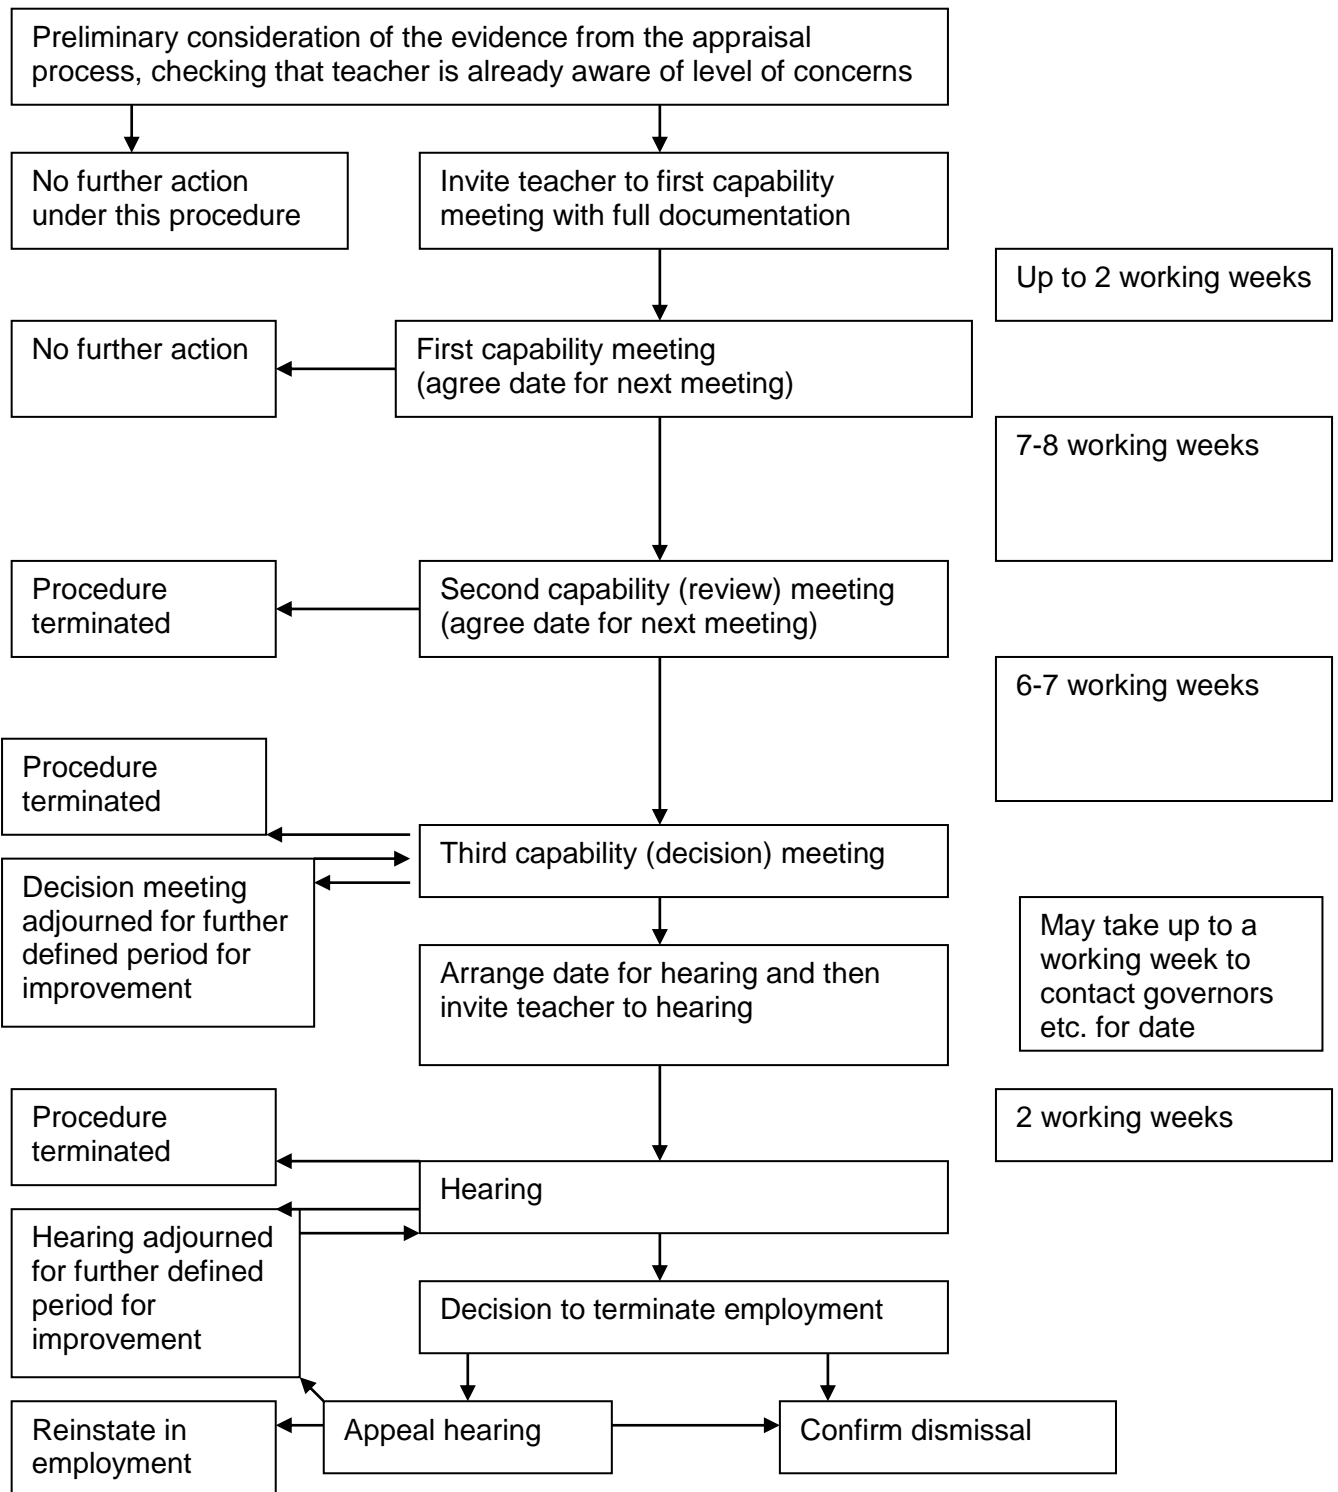 Preliminary consideration of the evidence from the appraisal
process, checking that teacher is already aware of level of concerns
No further action
under this procedure
Invite teacher to first capability
meeting with full documentation
Up to 2 working weeks
No further action
First capability meeting
(agree date for next meeting)
7-8 working weeks
Procedure
terminated
Second capability (review) meeting
(agree date for next meeting)
6-7 working weeks
Procedure
terminated
Third capability (decision) meeting
Decision meeting
adjourned for further
defined period for
improvement
Arrange date for hearing and then
invite teacher to hearing
May take up to a
working week to
contact governors
etc. for date
Procedure
terminated
2 working weeks
Hearing
Hearing adjourned
for further defined
period for
improvement
Decision to terminate employment
Reinstate in
employment
Appeal hearing
Confirm dismissal